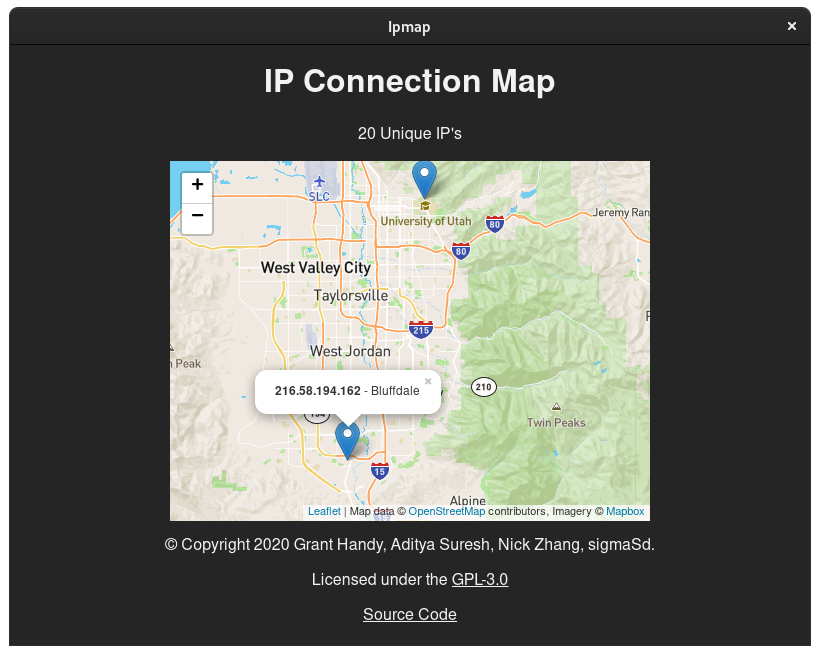 Ipmap
×
IP Connection Map
20 Unique IP's
+
−
SLC
University of Utah
80
Jeremy Ran
80
West Valley City
Taylorsville
215
West Jordan
n Peak
216.58.194.162 - Bluffdale
×
210
Twin Peaks
15
Alpine
Leaflet | Map data © OpenStreetMap contributors, Imagery © Mapbox
© Copyright 2020 Grant Handy, Aditya Suresh, Nick Zhang, sigmaSd.
Licensed under the GPL-3.0
Source Code